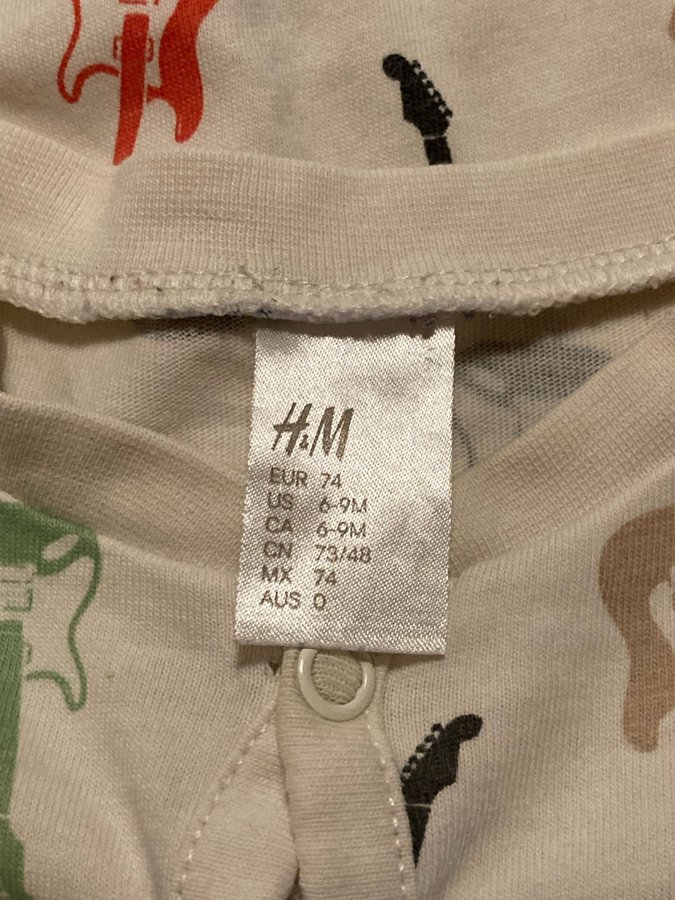 H&M
EUR 74
US 6-9M
CA 6-9M
CN 73/48
MX 74
AUS 0